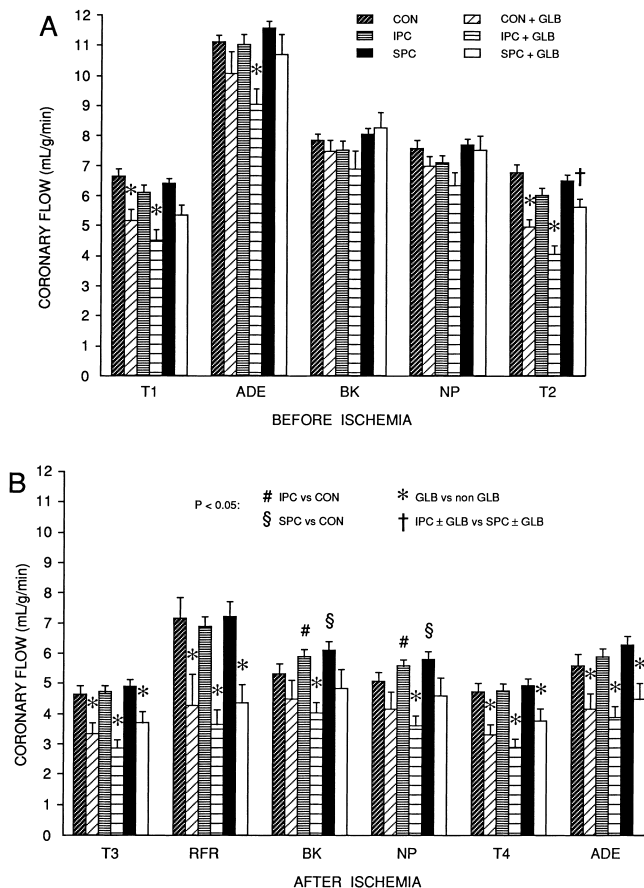 A
CON
CON + GLB
IPC
IPC + GLB
SPC
SPC + GLB
CORONARY FLOW (mL/g/min)
12
11
10
9
8
7
6
5
4
3
2
1
0
*
*
*
*
*
†
T1 ADE BK NP T2
BEFORE ISCHEMIA
B
P < 0.05:
# IPC vs CON
* GLB vs non GLB
§ SPC vs CON
† IPC ± GLB vs SPC ± GLB
CORONARY FLOW (mL/g/min)
12
11
10
9
8
7
6
5
4
3
2
1
0
* * *
* * *
# * §
# * §
* * *
* * *
T3 RFR BK NP T4 ADE
AFTER ISCHEMIA